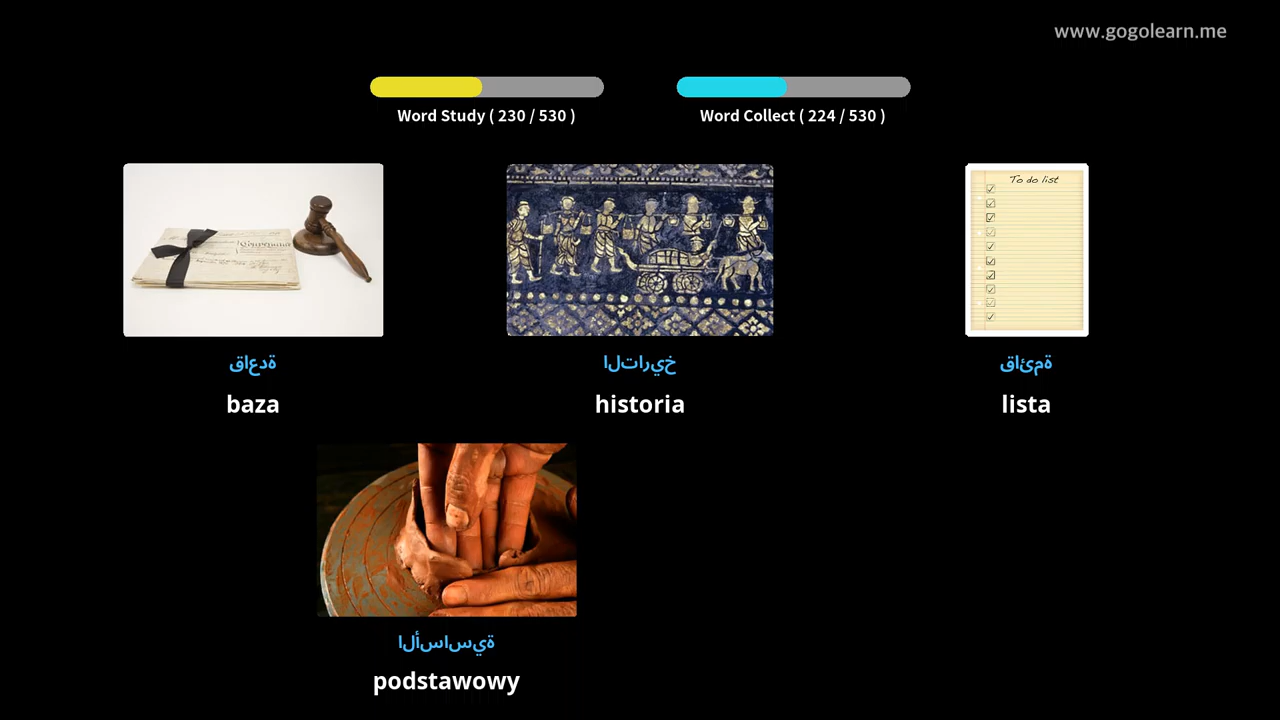 www.gogolearn.me
Word Study ( 230 / 530 )
Word Collect ( 224 / 530 )
To do list
قاعدة
التاريخ
قائمة
baza
historia
lista
الأساسية
podstawowy